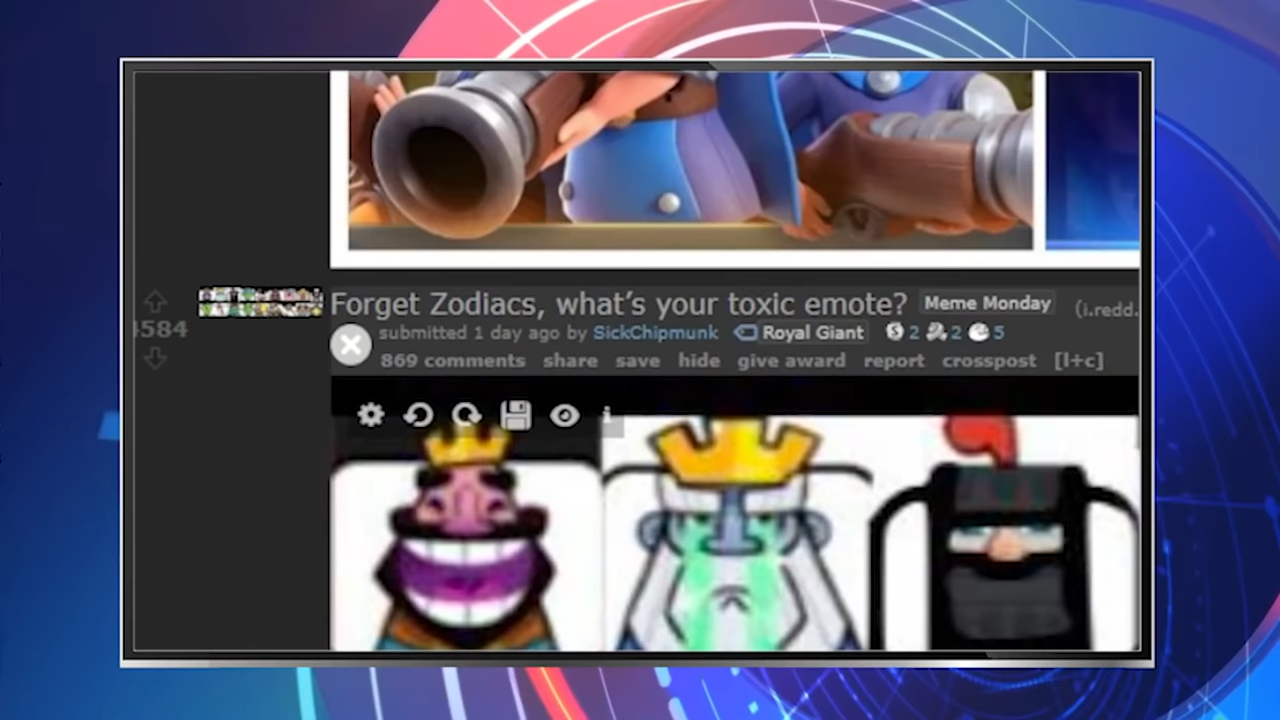 Forget Zodiacs, what's your toxic emote? Meme Monday (i.redd.
4584
submitted 1 day ago by SickChipmunk Royal Giant 2 2 5
869 comments share save hide give award report crosspost [l+c]